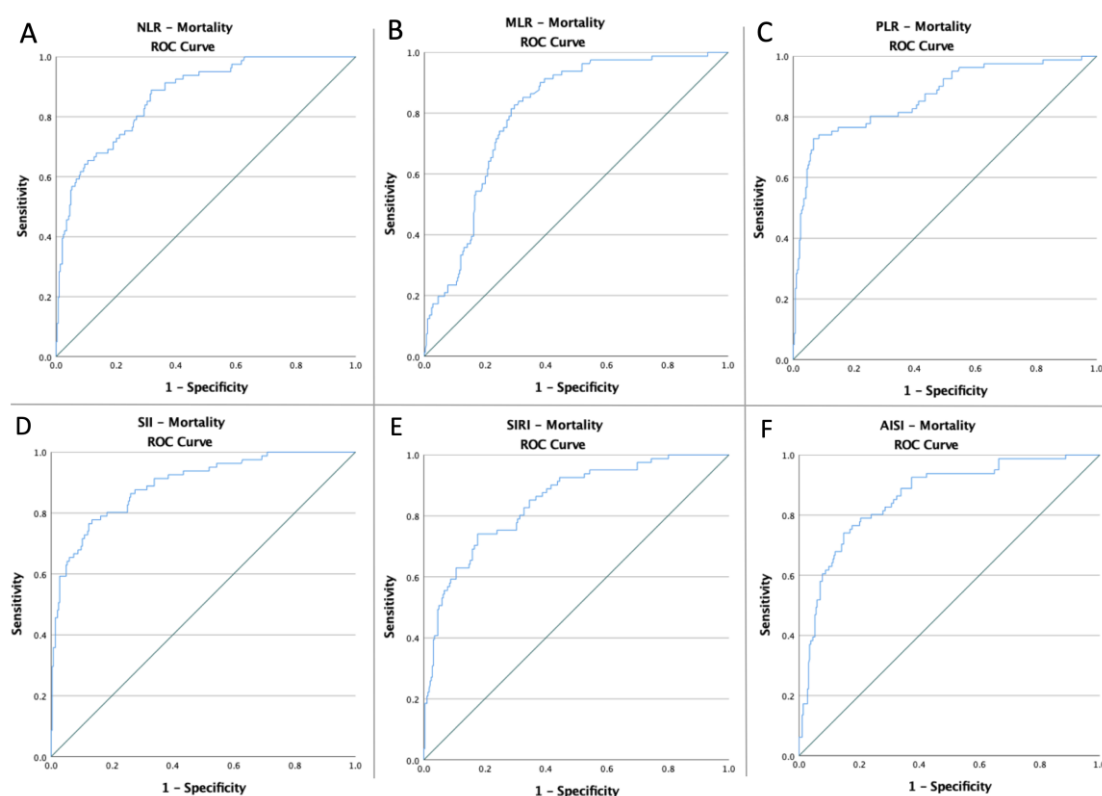 A
NLR – Mortality
ROC Curve
1.0
0.8
0.6
0.4
0.2
0.0
Sensitivity
0.0 0.2 0.4 0.6 0.8 1.0
1 – Specificity
B
MLR – Mortality
ROC Curve
1.0
0.8
0.6
0.4
0.2
0.0
Sensitivity
0.0 0.2 0.4 0.6 0.8 1.0
1 – Specificity
C
PLR – Mortality
ROC Curve
1.0
0.8
0.6
0.4
0.2
0.0
Sensitivity
0.0 0.2 0.4 0.6 0.8 1.0
1 – Specificity
D
SII – Mortality
ROC Curve
1.0
0.8
0.6
0.4
0.2
0.0
Sensitivity
0.0 0.2 0.4 0.6 0.8 1.0
1 – Specificity
E
SIRI – Mortality
ROC Curve
1.0
0.8
0.6
0.4
0.2
0.0
Sensitivity
0.0 0.2 0.4 0.6 0.8 1.0
1 – Specificity
F
AISI – Mortality
ROC Curve
1.0
0.8
0.6
0.4
0.2
0.0
Sensitivity
0.0 0.2 0.4 0.6 0.8 1.0
1 – Specificity